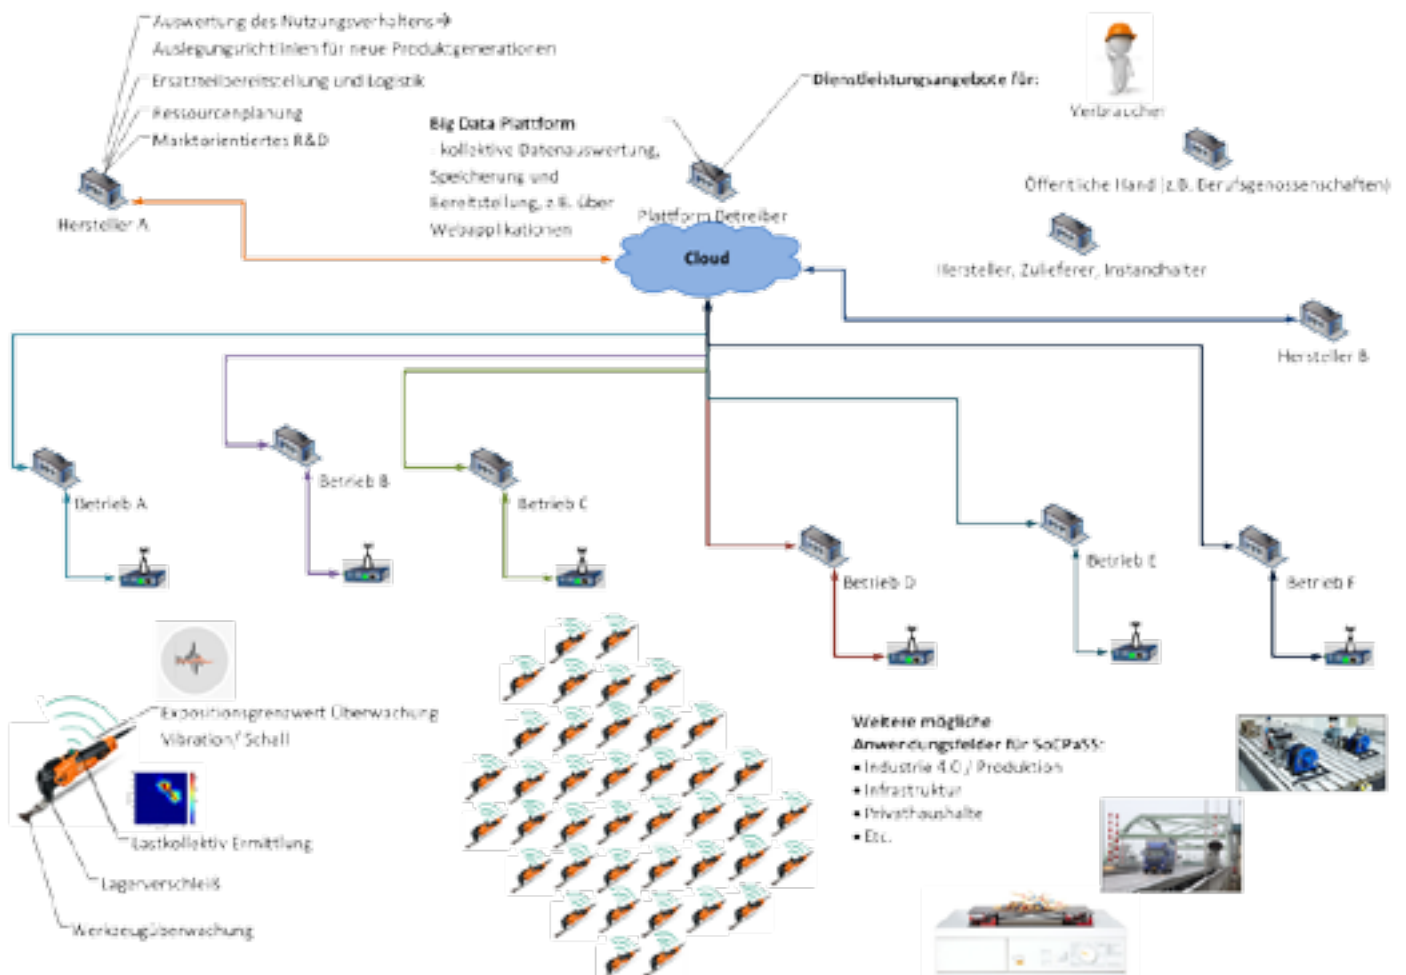 Auswertung des Nutzungsverhaltens →
Auslegungsrichtlinien für neue Produktgenerationen
Ersatzteilbereitstellung und Logistik
Ressourcenplanung
Marktorientiertes R&D
Hersteller A
Big Data Plattform
- kollektive Datenauswertung,
Speicherung und
Bereitstellung, z.B. über
Webapplikationen
Plattform Betreiber
Cloud
Dienstleistungsangebote für:
Verbraucher
Öffentliche Hand (z.B. Berufsgenossenschaften)
Hersteller, Zulieferer, Instandhalter
Hersteller B
Betrieb A
Betrieb B
Betrieb C
Betrieb D
Betrieb E
Betrieb F
Expositionsgrenzwert Überwachung
Vibration/ Schall
Lastkollektiv Ermittlung
Lagerverschleiß
Werkzeugüberwachung
Weitere mögliche
Anwendungsfelder für SoCPaSS:
• Industrie 4.0 / Produktion
• Infrastruktur
• Privathaushalte
• Etc.